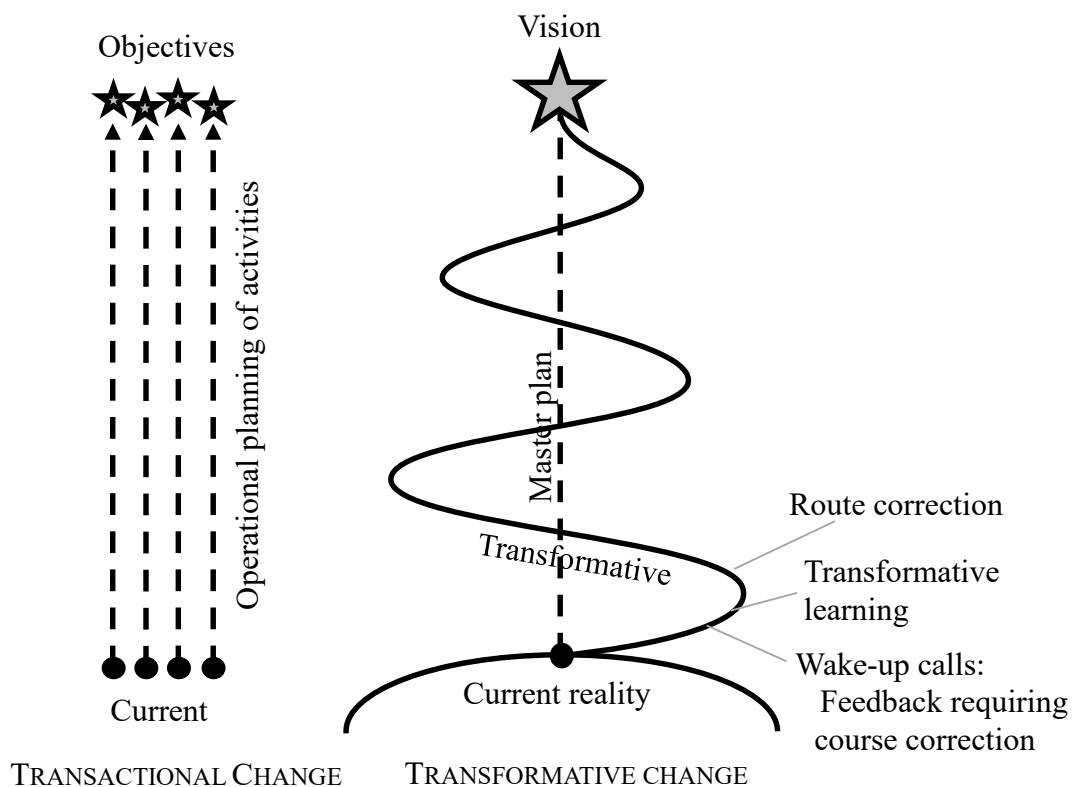 Vision
Objectives
Operational planning of activities
Master plan
Route correction
Transformative
Transformative
learning
Wake-up calls:
Feedback requiring
course correction
Current reality
Current
TRANSACTIONAL CHANGE
TRANSFORMATIVE CHANGE